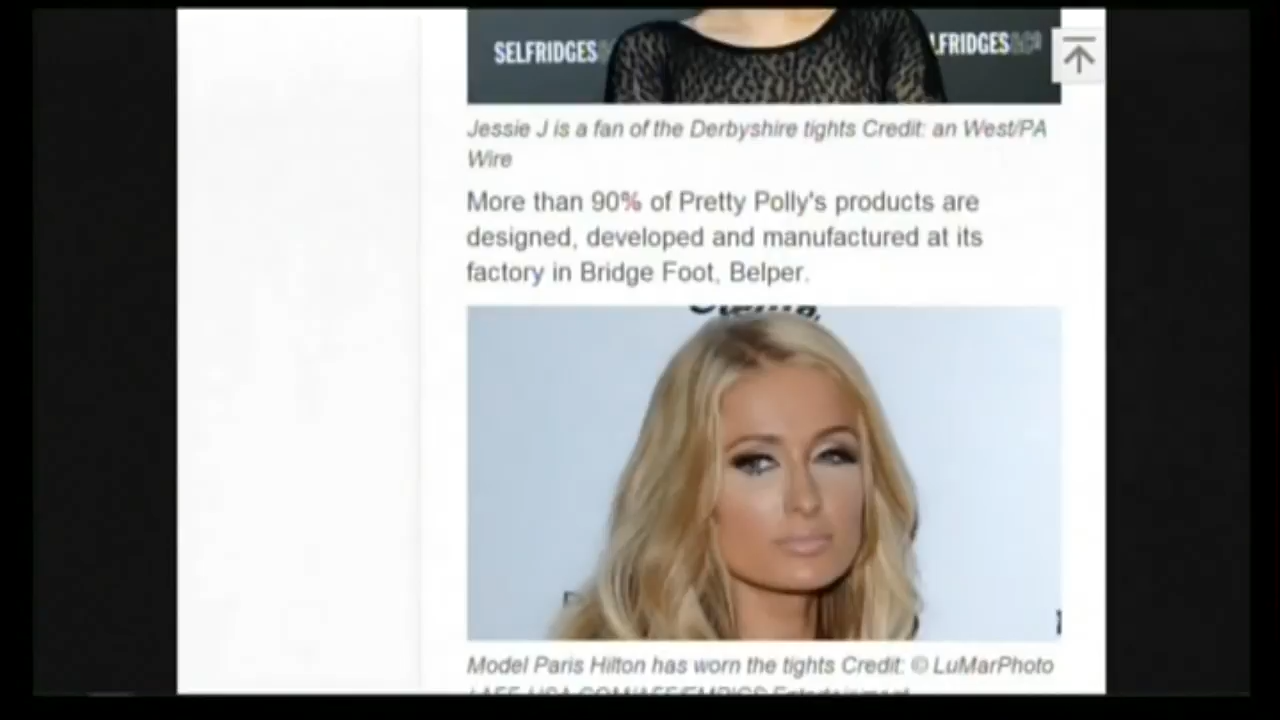 SELFRIDGES
LFRIDGES&CO
Jessie J is a fan of the Derbyshire tights Credit: an West/PA
Wire
More than 90% of Pretty Polly's products are
designed, developed and manufactured at its
factory in Bridge Foot, Belper.
Model Paris Hilton has worn the tights Credit: © LuMarPhoto